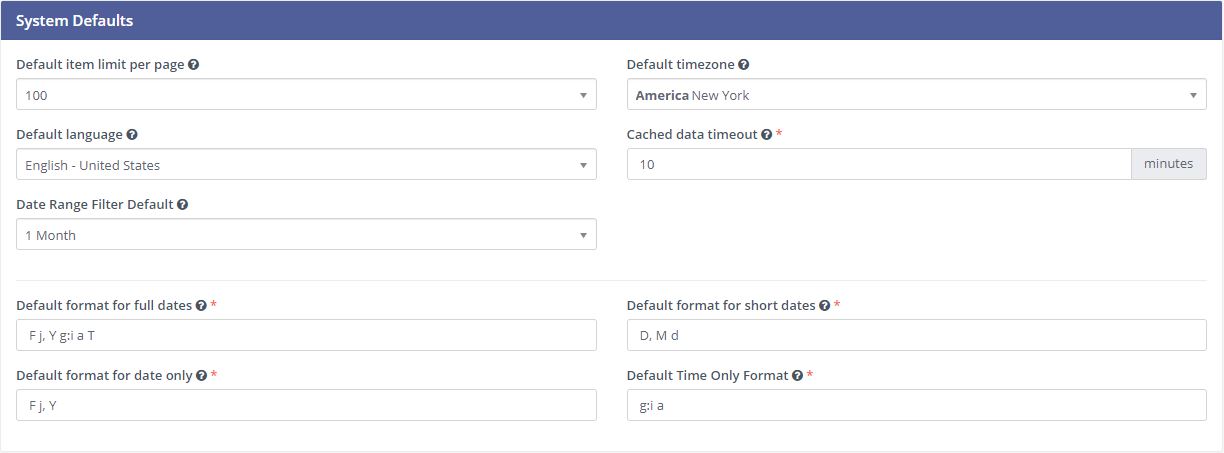 System Defaults
Default item limit per page
Default timezone
100
America New York
Default language
Cached data timeout *
English - United States
10
minutes
Date Range Filter Default
1 Month
Default format for full dates *
Default format for short dates *
F j, Y g:i a T
D, M d
Default format for date only *
Default Time Only Format *
F j, Y
g:i a